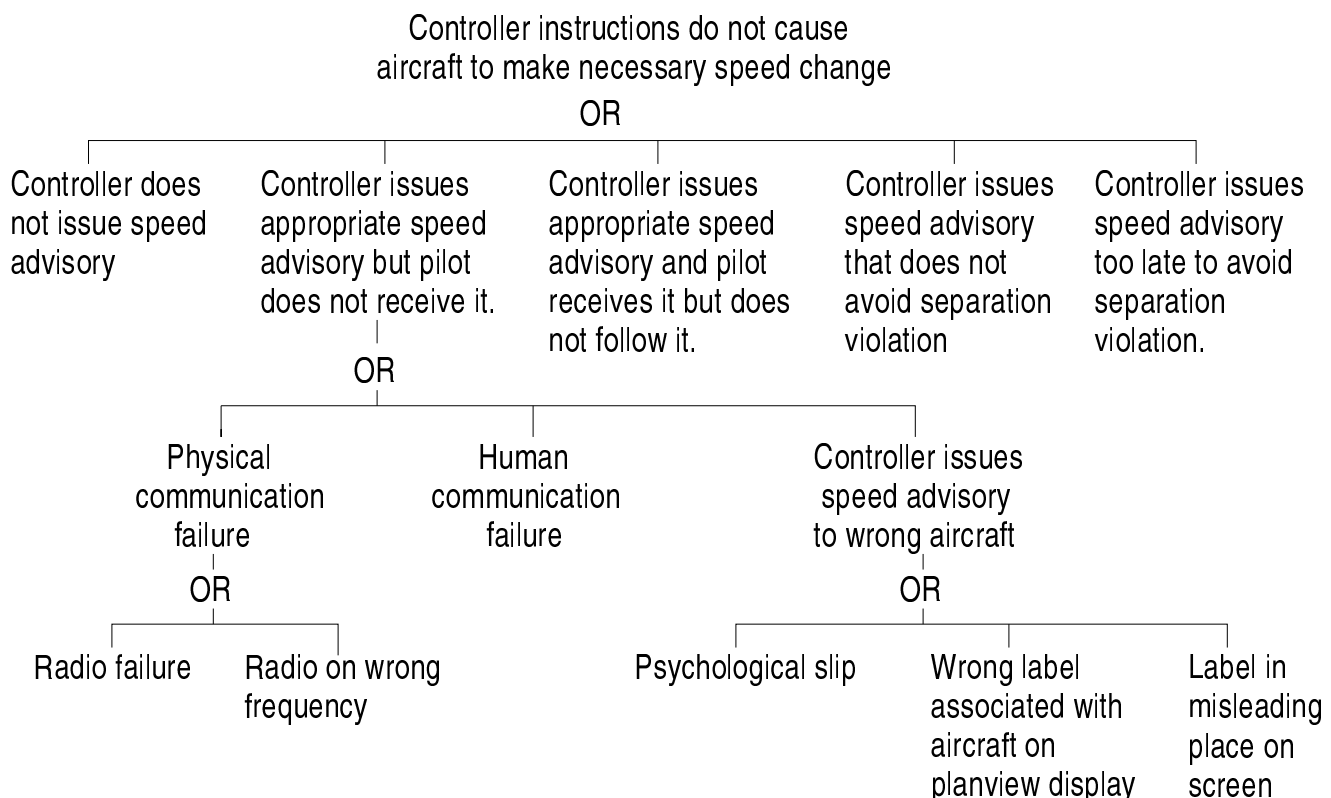 Controller instructions do not cause
aircraft to make necessary speed change
OR
Controller does
not issue speed
advisory
Controller issues
appropriate speed
advisory but pilot
does not receive it.
Controller issues
appropriate speed
advisory and pilot
receives it but does
not follow it.
Controller issues
speed advisory
that does not
avoid separation
violation
Controller issues
speed advisory
too late to avoid
separation
violation.
OR
Physical
communication
failure
Human
communication
failure
Controller issues
speed advisory
to wrong aircraft
OR
OR
Radio failure
Radio on wrong
frequency
Psychological slip
Wrong label
associated with
aircraft on
planview display
Label in
misleading
place on
screen